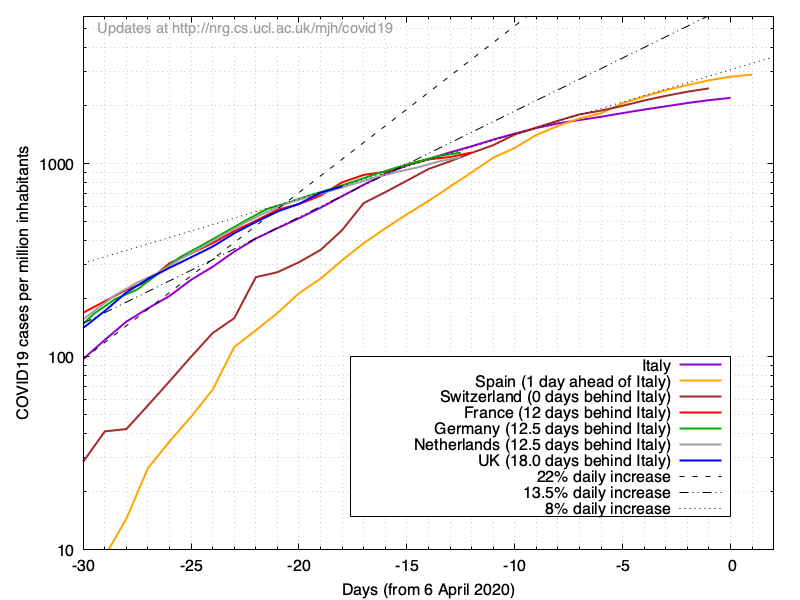 Updates at http://nrg.cs.ucl.ac.uk/mjh/covid19
COVID19 cases per million inhabitants
1000
100
10
Italy
Spain (1 day ahead of Italy)
Switzerland (0 days behind Italy)
France (12 days behind Italy)
Germany (12.5 days behind Italy)
Netherlands (12.5 days behind Italy)
UK (18.0 days behind Italy)
22% daily increase
13.5% daily increase
8% daily increase
-30 -25 -20 -15 -10 -5 0
Days (from 6 April 2020)